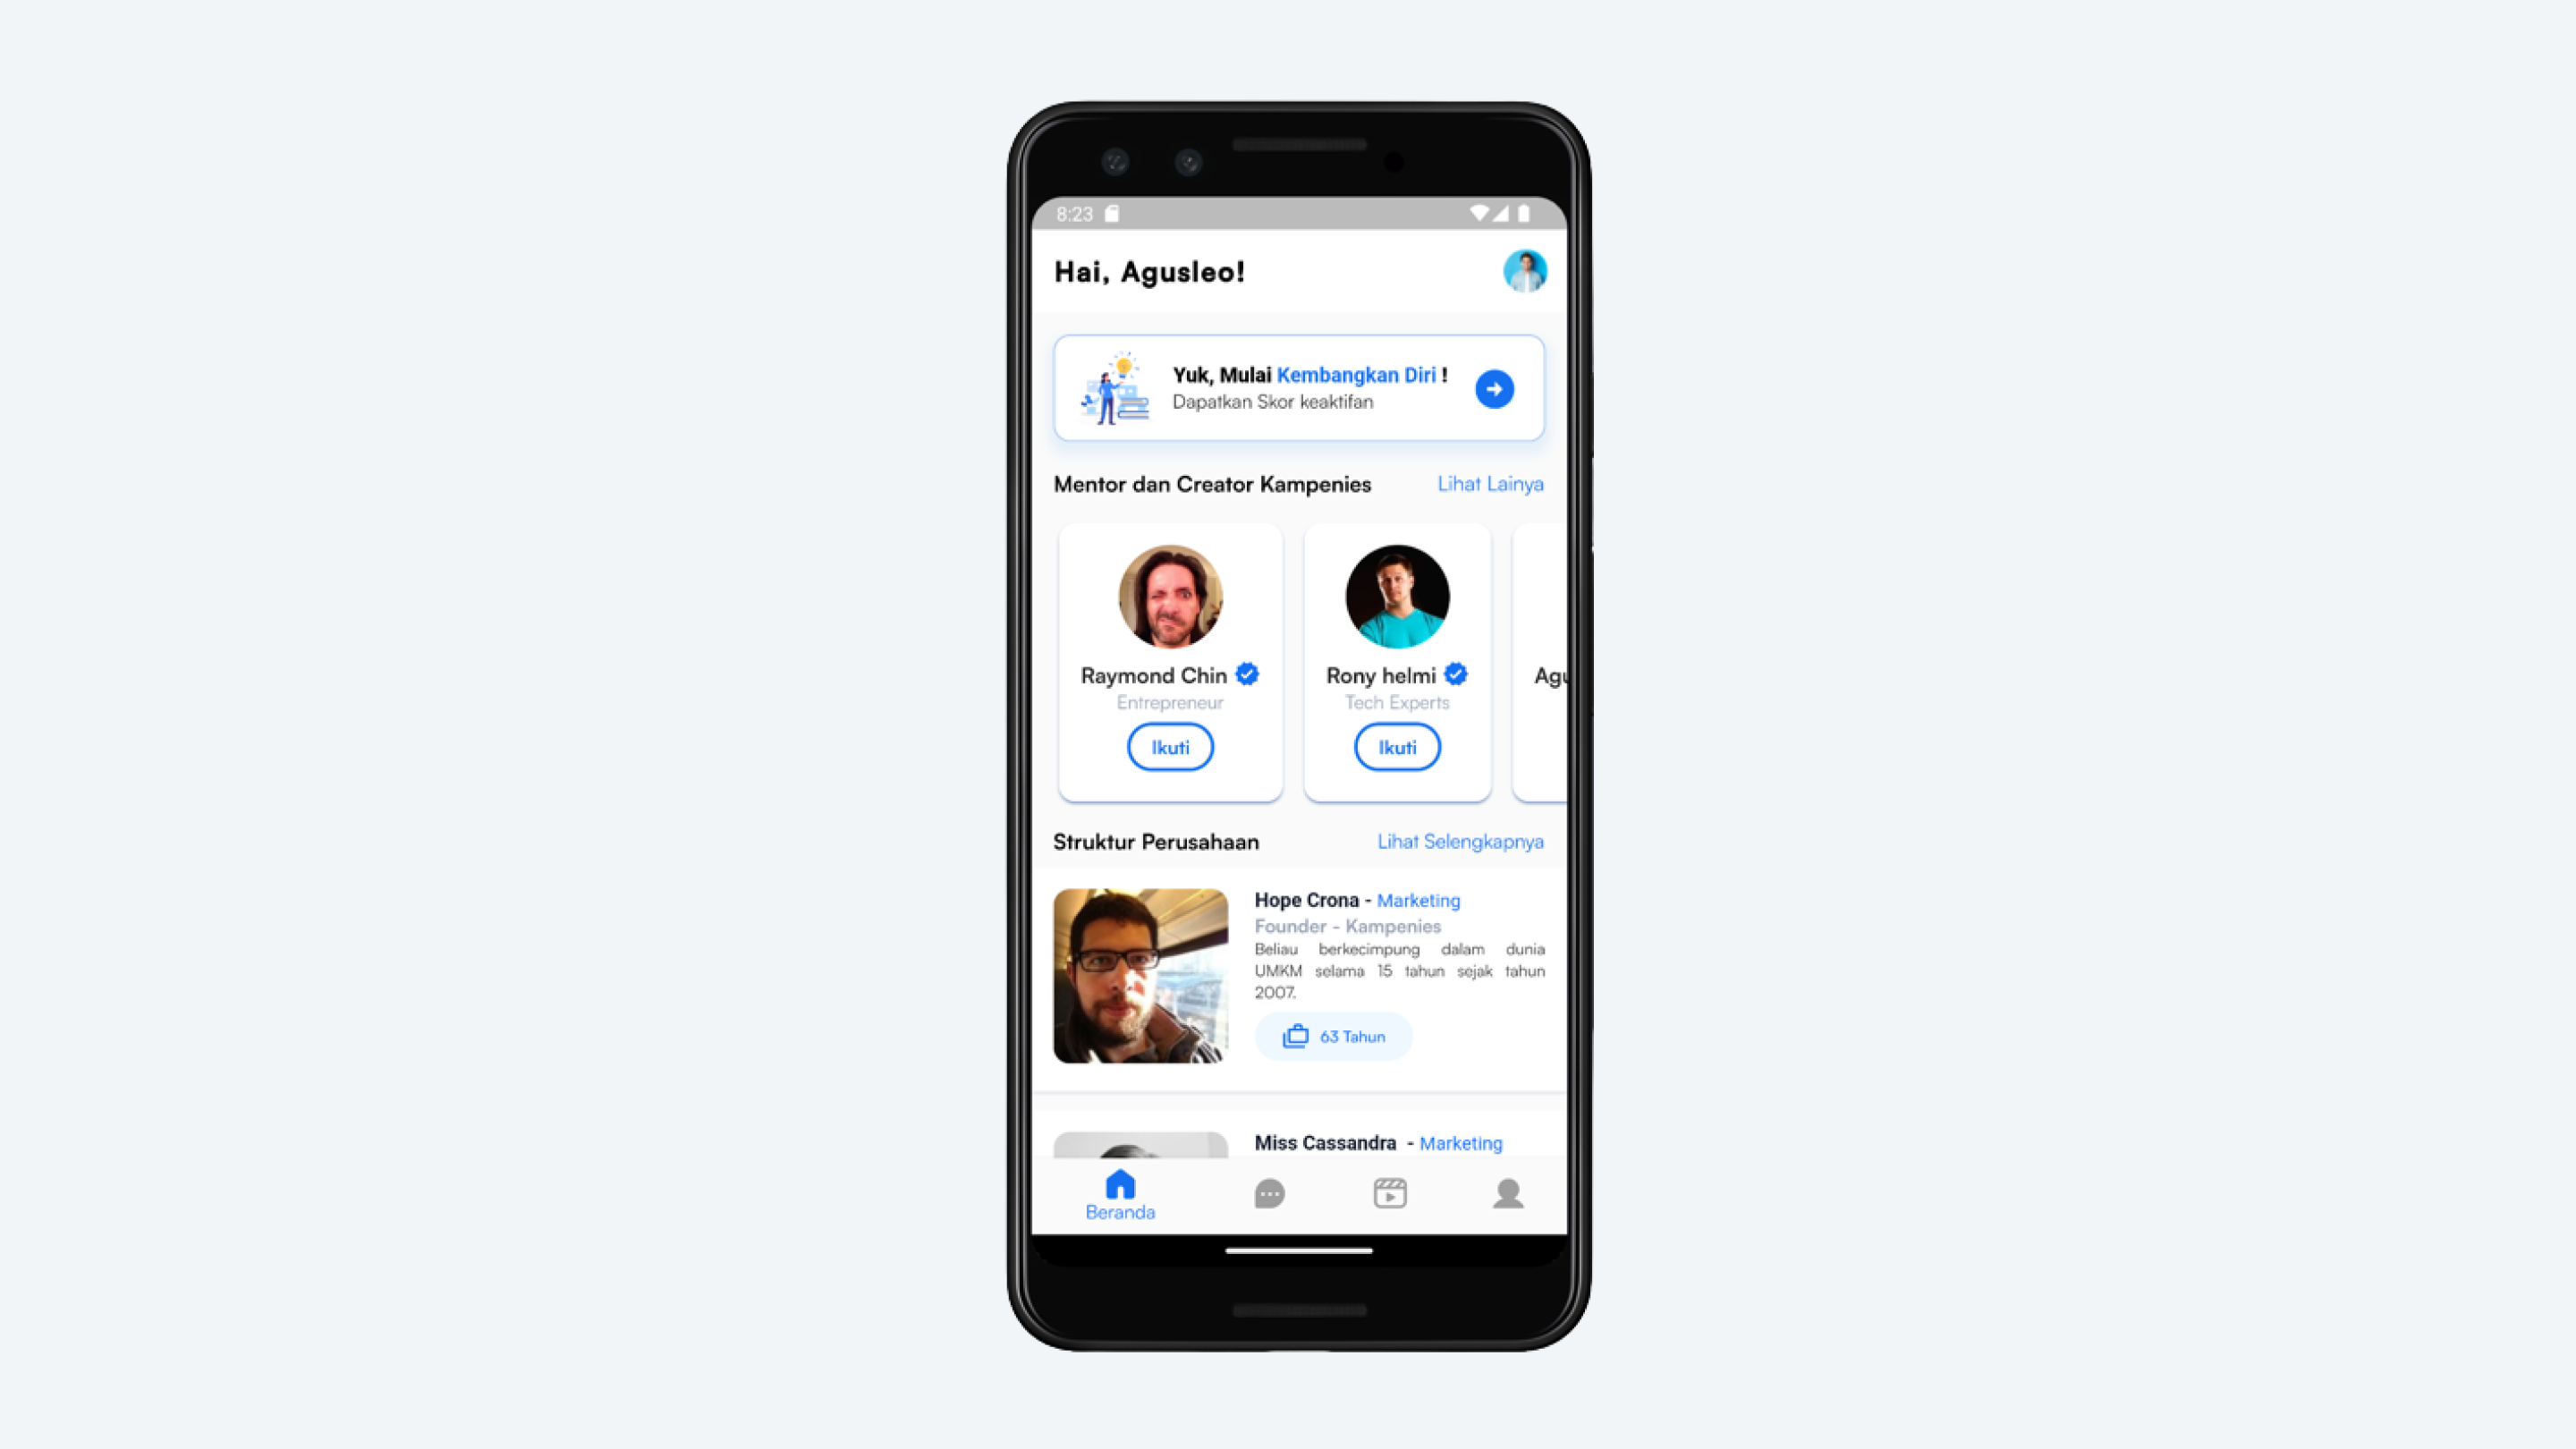 8:23
Hai, Agusleo!
Yuk, Mulai Kembangkan Diri !
Dapatkan Skor keaktifan
Mentor dan Creator Kampenies
Lihat Lainya
Raymond Chin
Entrepreneur
Ikuti
Rony helmi
Tech Experts
Ikuti
Agu
Struktur Perusahaan
Lihat Selengkapnya
Hope Crona - Marketing
Founder - Kampenies
Beliau berkecimpung dalam dunia
UMKM selama 15 tahun sejak tahun
2007.
63 Tahun
Miss Cassandra - Marketing
Beranda